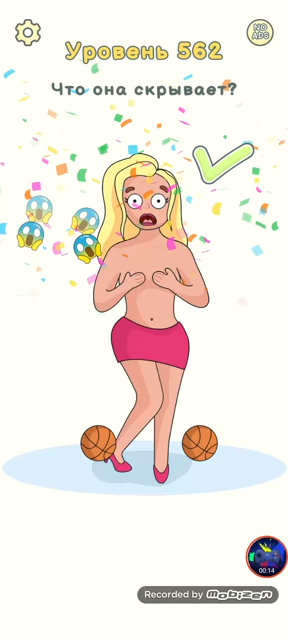 NO
ADS
Уровень 562
Что она скрывает?
00:14
Recorded by mobizen